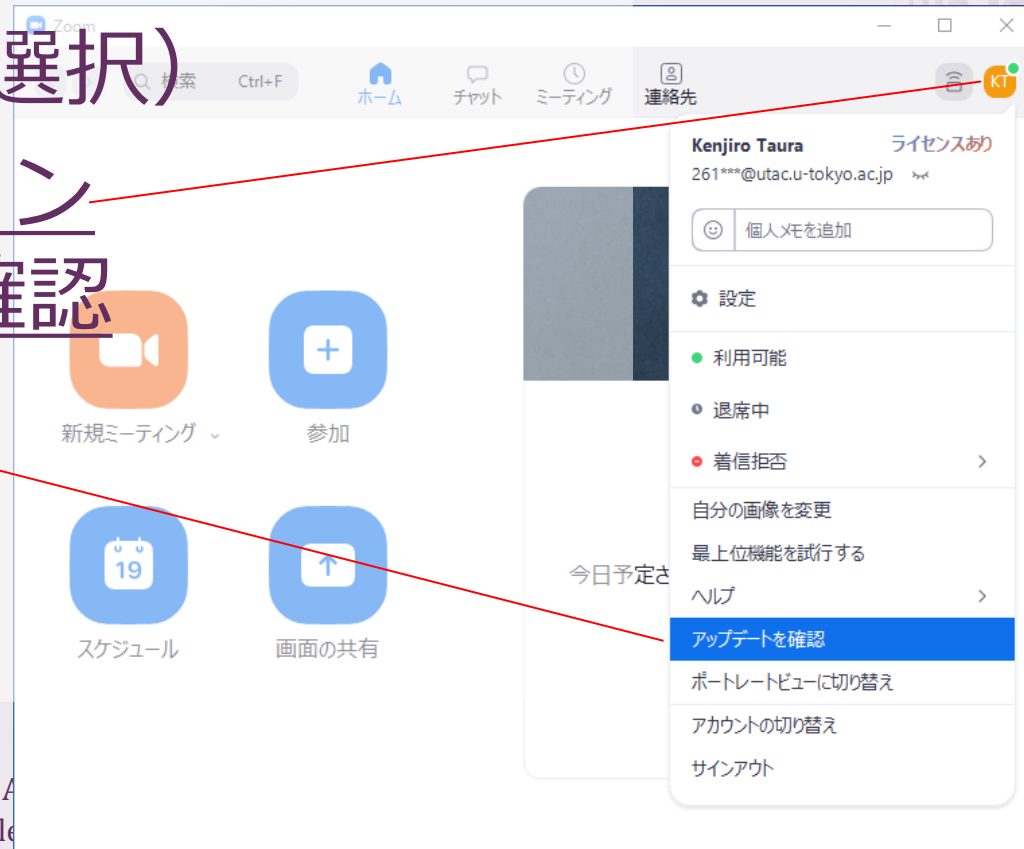 Zoom
選択)
検索 Ctrl+F
ホーム
チャット
ミーティング
連絡先
KT
Kenjiro Taura ライセンスあり
261***@utac.u-tokyo.ac.jp
個人メモを追加
ン
確認
設定
利用可能
退席中
着信拒否
新規ミーティング
参加
自分の画像を変更
最上位機能を試行する
ヘルプ
アップデートを確認
ポートレートビューに切り替え
アカウントの切り替え
サインアウト
19
スケジュール
画面の共有
今日予定さ
A
le